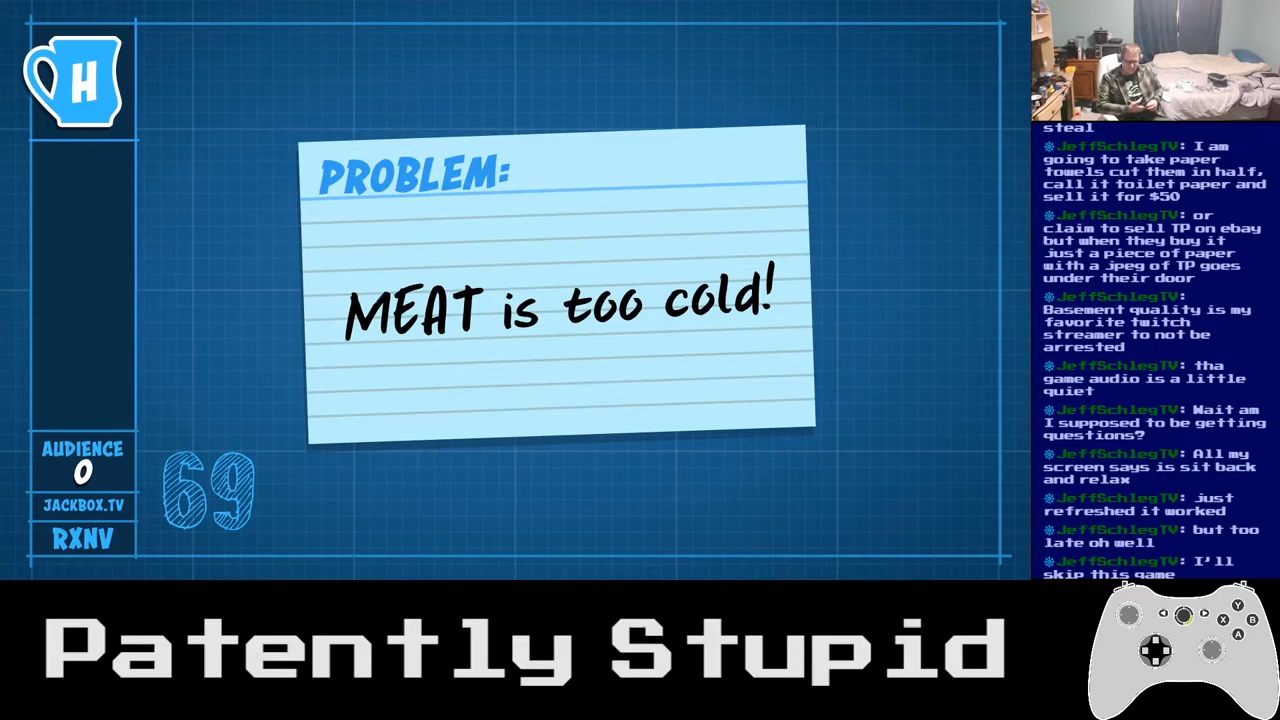 H
PROBLEM:
MEAT is too cold!
AUDIENCE
0
JACKBOX.TV
RXNV
69
steal
JeffSchlegTV: I am
going to take paper
towels cut them in half,
call it toilet paper and
sell it for $50
JeffSchlegTV: or
claim to sell TP on ebay
but when they buy it
just a piece of paper
with a jpeg of TP goes
under their door
JeffSchlegTV:
Basement quality is my
favorite twitch
streamer to not be
arrested
JeffSchlegTV: tha
game audio is a little
quiet
JeffSchlegTV: Wait am
I supposed to be getting
questions?
JeffSchlegTV: All my
screen says is sit back
and relax
JeffSchlegTV: just
refreshed it worked
JeffSchlegTV: but too
late oh well
JeffSchlegTV: I'll
skip this game
Patently Stupid
Y
X
B
A